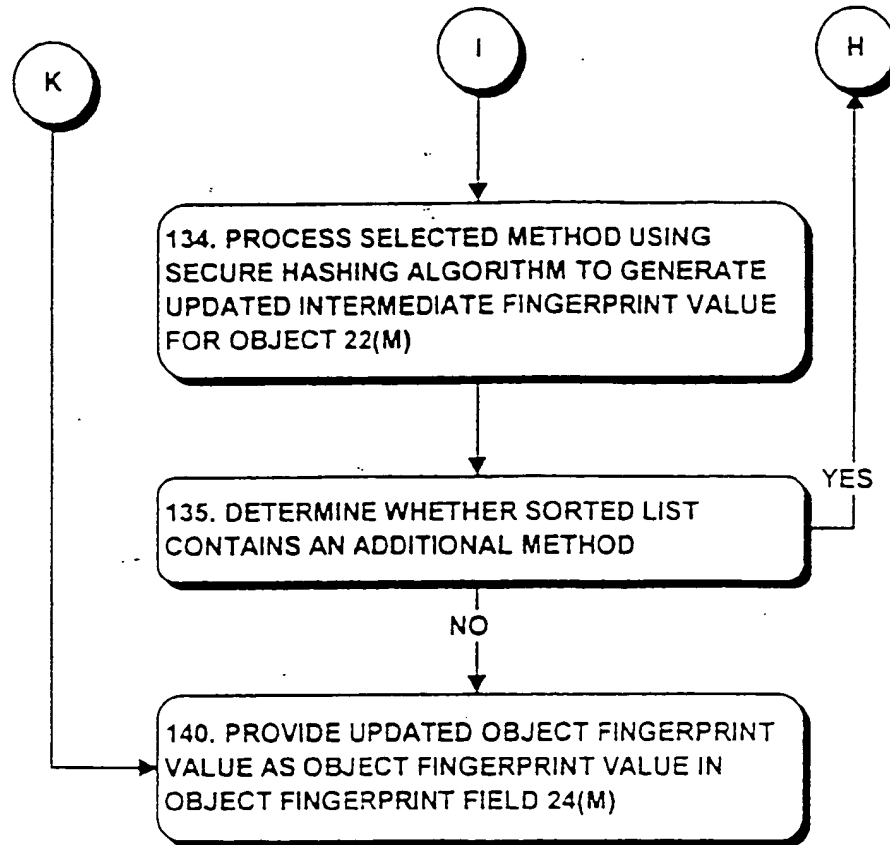 K
I
H
134. PROCESS SELECTED METHOD USING
SECURE HASHING ALGORITHM TO GENERATE
UPDATED INTERMEDIATE FINGERPRINT VALUE
FOR OBJECT 22(M)
YES
135. DETERMINE WHETHER SORTED LIST
CONTAINS AN ADDITIONAL METHOD
NO
140. PROVIDE UPDATED OBJECT FINGERPRINT
VALUE AS OBJECT FINGERPRINT VALUE IN
OBJECT FINGERPRINT FIELD 24(M)